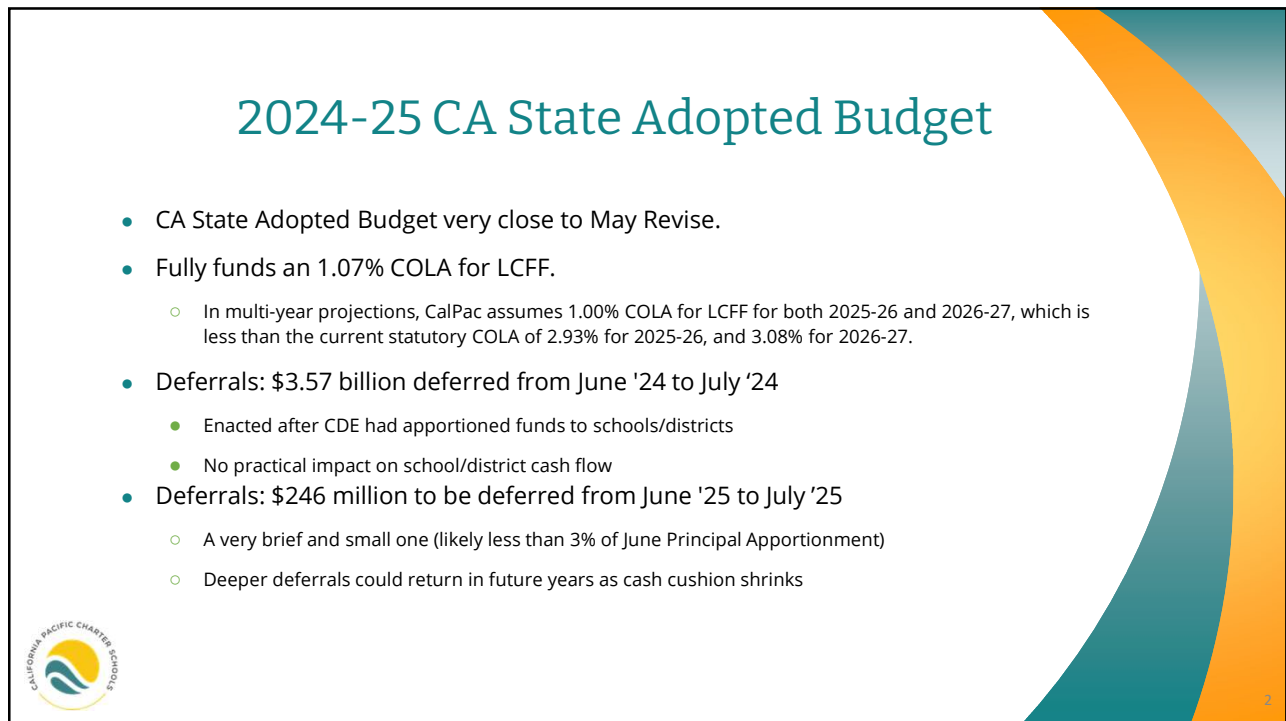 2024-25 CA State Adopted Budget
● CA State Adopted Budget very close to May Revise.
● Fully funds an 1.07% COLA for LCFF.
○ In multi-year projections, CalPac assumes 1.00% COLA for LCFF for both 2025-26 and 2026-27, which is
less than the current statutory COLA of 2.93% for 2025-26, and 3.08% for 2026-27.
● Deferrals: $3.57 billion deferred from June '24 to July ‘24
● Enacted after CDE had apportioned funds to schools/districts
● No practical impact on school/district cash flow
● Deferrals: $246 million to be deferred from June '25 to July ’25
○ A very brief and small one (likely less than 3% of June Principal Apportionment)
○ Deeper deferrals could return in future years as cash cushion shrinks
CALIFORNIA PACIFIC CHARTER SCHOOLS
2